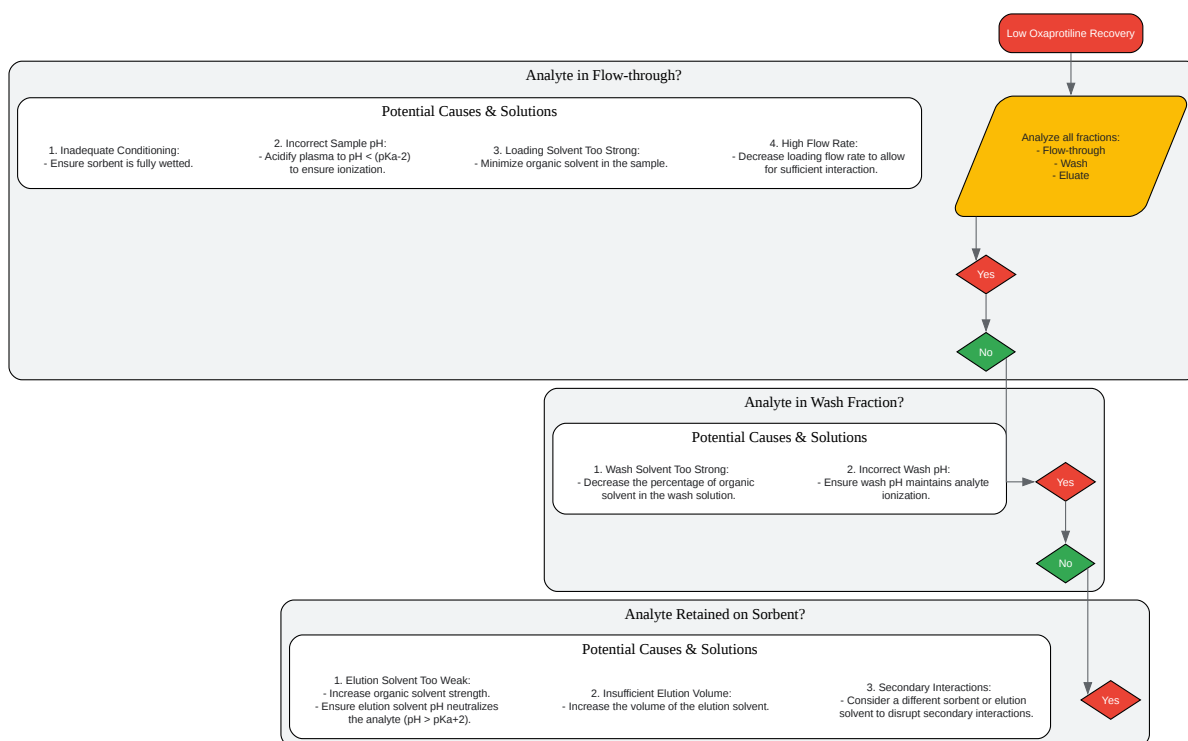 Low Oxaprotiline Recovery
Analyte in Flow-through?
Potential Causes & Solutions
1. Inadequate Conditioning:
- Ensure sorbent is fully wetted.
2. Incorrect Sample pH:
- Acidify plasma to pH < (pKa-2)
to ensure ionization.
3. Loading Solvent Too Strong:
- Minimize organic solvent in the sample.
4. High Flow Rate:
- Decrease loading flow rate to allow
for sufficient interaction.
Analyze all fractions:
- Flow-through
- Wash
- Eluate
Yes
No
Analyte in Wash Fraction?
Potential Causes & Solutions
1. Wash Solvent Too Strong:
- Decrease the percentage of organic
solvent in the wash solution.
2. Incorrect Wash pH:
- Ensure wash pH maintains analyte
ionization.
Yes
No
Analyte Retained on Sorbent?
Potential Causes & Solutions
1. Elution Solvent Too Weak:
- Increase organic solvent strength.
- Ensure elution solvent pH neutralizes
the analyte (pH > pKa+2).
2. Insufficient Elution Volume:
- Increase the volume of the elution solvent.
3. Secondary Interactions:
- Consider a different sorbent or elution
solvent to disrupt secondary interactions.
Yes